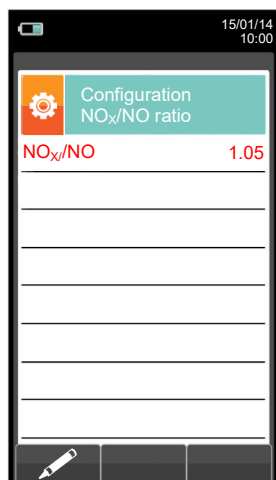 15/01/14
10:00
Configuration
NOX/NO ratio
NOX//NO 1.05